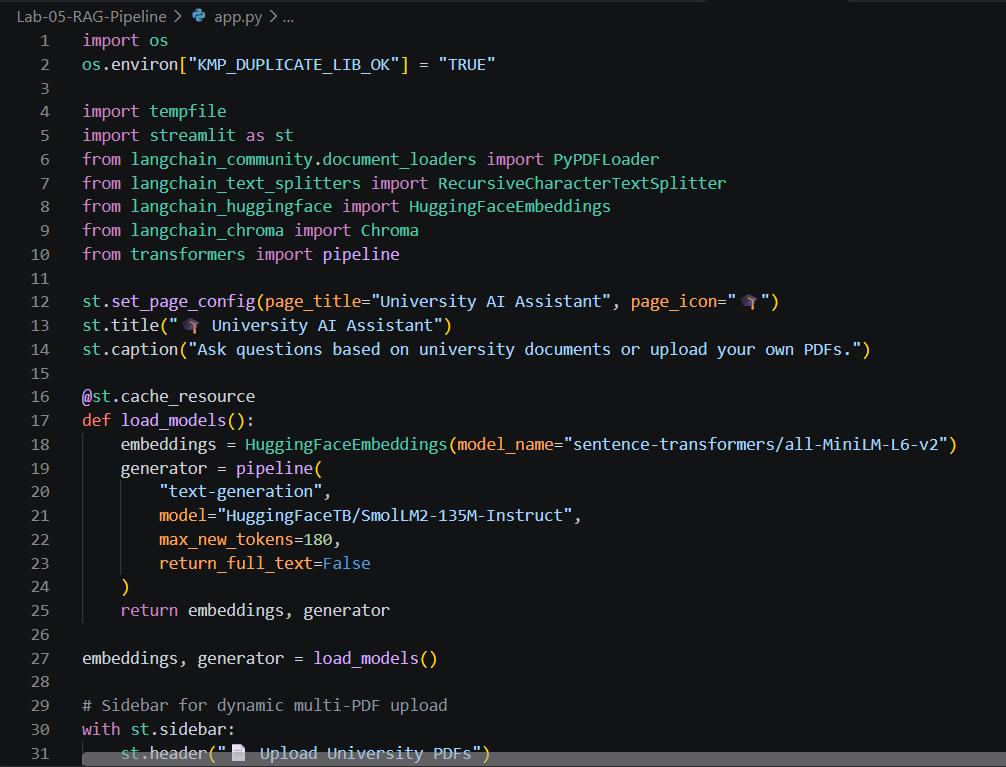 Lab-05-RAG-Pipeline > app.py > ...
1 import os
2 os.environ["KMP_DUPLICATE_LIB_OK"] = "TRUE"
3
4 import tempfile
5 import streamlit as st
6 from langchain_community.document_loaders import PyPDFLoader
7 from langchain_text_splitters import RecursiveCharacterTextSplitter
8 from langchain_huggingface import HuggingFaceEmbeddings
9 from langchain_chroma import Chroma
10 from transformers import pipeline
11
12 st.set_page_config(page_title="University AI Assistant", page_icon="🎓")
13 st.title("🎓 University AI Assistant")
14 st.caption("Ask questions based on university documents or upload your own PDFs.")
15
16 @st.cache_resource
17 def load_models():
18     embeddings = HuggingFaceEmbeddings(model_name="sentence-transformers/all-MiniLM-L6-v2")
19     generator = pipeline(
20         "text-generation",
21         model="HuggingFaceTB/SmolLM2-135M-Instruct",
22         max_new_tokens=180,
23         return_full_text=False
24     )
25     return embeddings, generator
26
27 embeddings, generator = load_models()
28
29 # Sidebar for dynamic multi-PDF upload
30 with st.sidebar:
31     st.header("📄 Upload University PDFs")